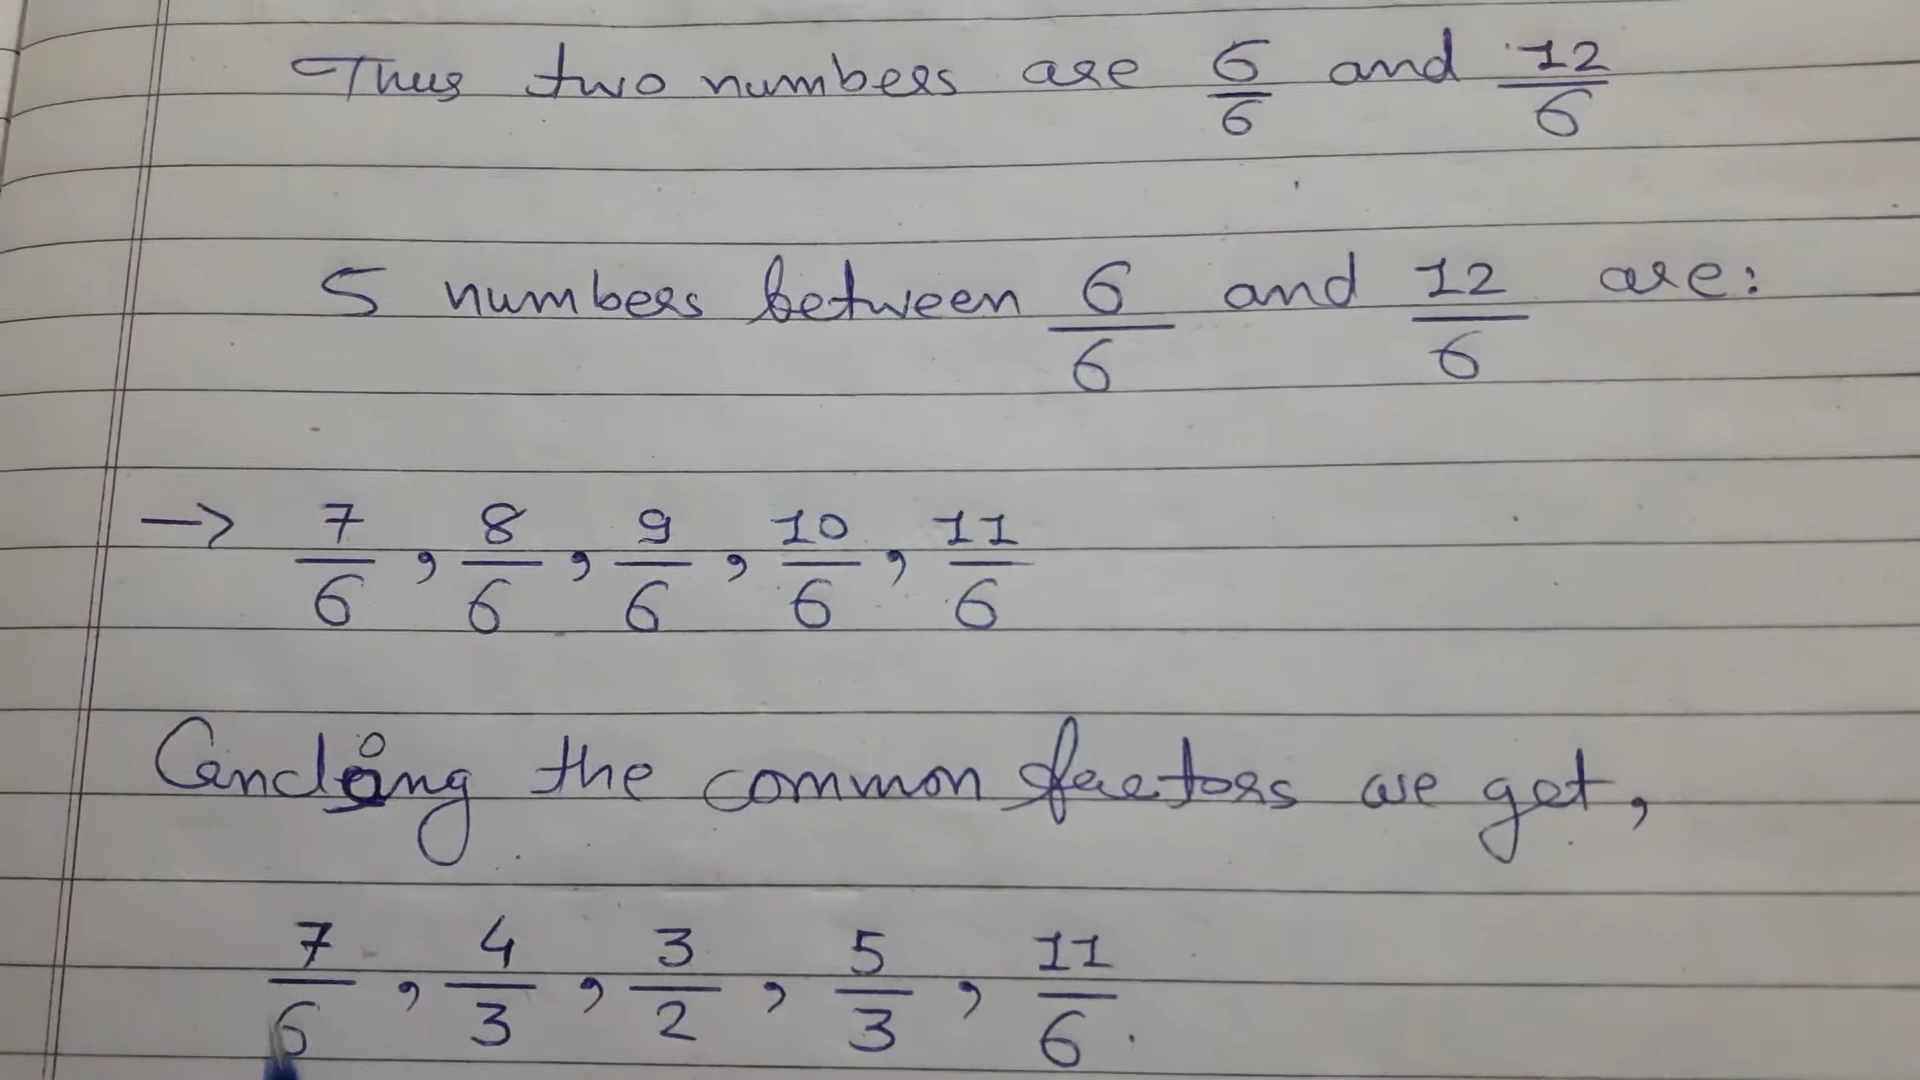 Thus two numbers are 6/6 and 12/6
5 numbers between 6/6 and 12/6 are:
-> 7/6, 8/6, 9/6, 10/6, 11/6
the common factors we get,
7/6, 4/3, 3/2, 5/3, 11/6.